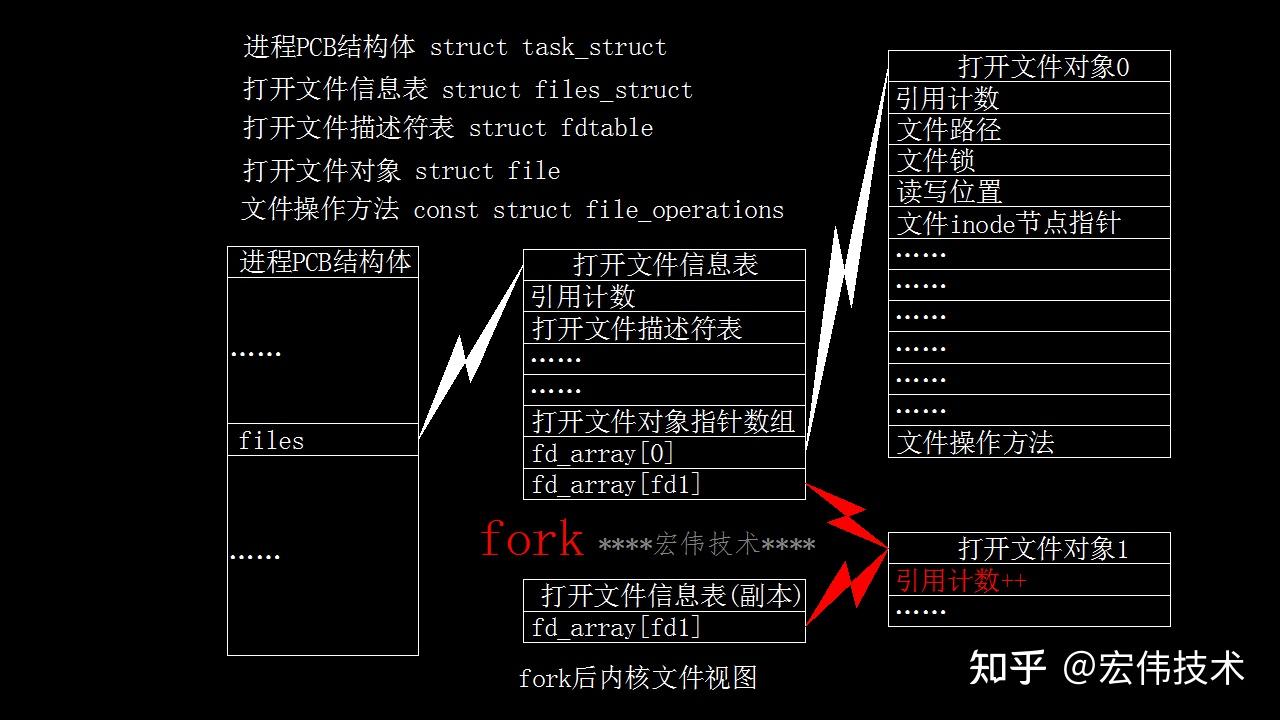 进程PCB结构体 struct task_struct
打开文件信息表 struct files_struct
打开文件描述符表 struct fdtable
打开文件对象 struct file
文件操作方法 const struct file_operations
进程PCB结构体
……
files
……
打开文件信息表
引用计数
打开文件描述符表
……
……
打开文件对象指针数组
fd_array[0]
fd_array[fd1]
打开文件对象0
引用计数
文件路径
文件锁
读写位置
文件inode节点指针
……
……
……
……
……
……
文件操作方法
fork ****宏伟技术****
打开文件信息表(副本)
fd_array[fd1]
打开文件对象1
引用计数++
……
fork后内核文件视图
知乎 @宏伟技术